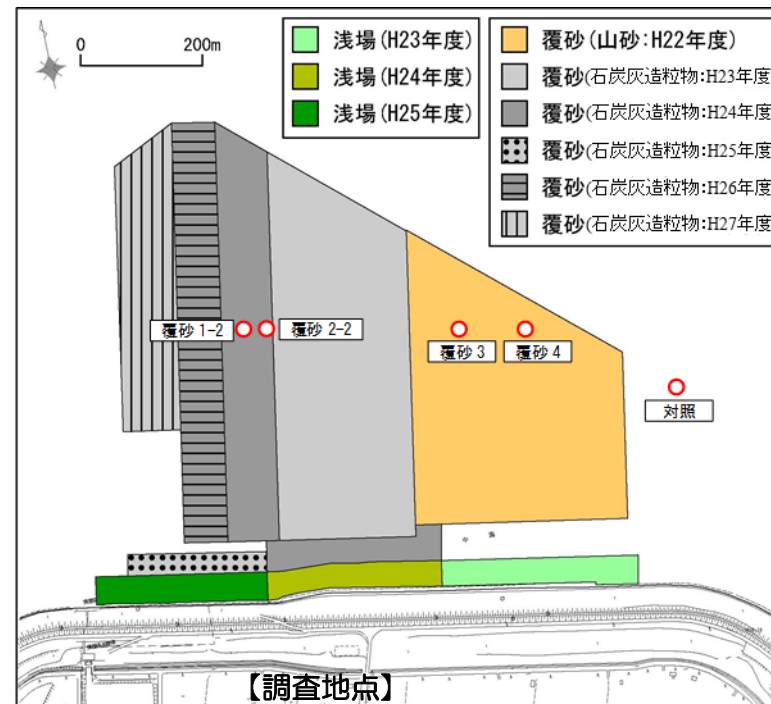 0 200m
浅場(H23年度)
浅場(H24年度)
浅場(H25年度)
覆砂(山砂:H22年度)
覆砂(石炭灰造粒物:H23年度
覆砂(石炭灰造粒物:H24年度
覆砂(石炭灰造粒物:H25年度
覆砂(石炭灰造粒物:H26年度
覆砂(石炭灰造粒物:H27年度
覆砂 1-2
覆砂 2-2
覆砂 3
覆砂 4
対照
【調査地点】